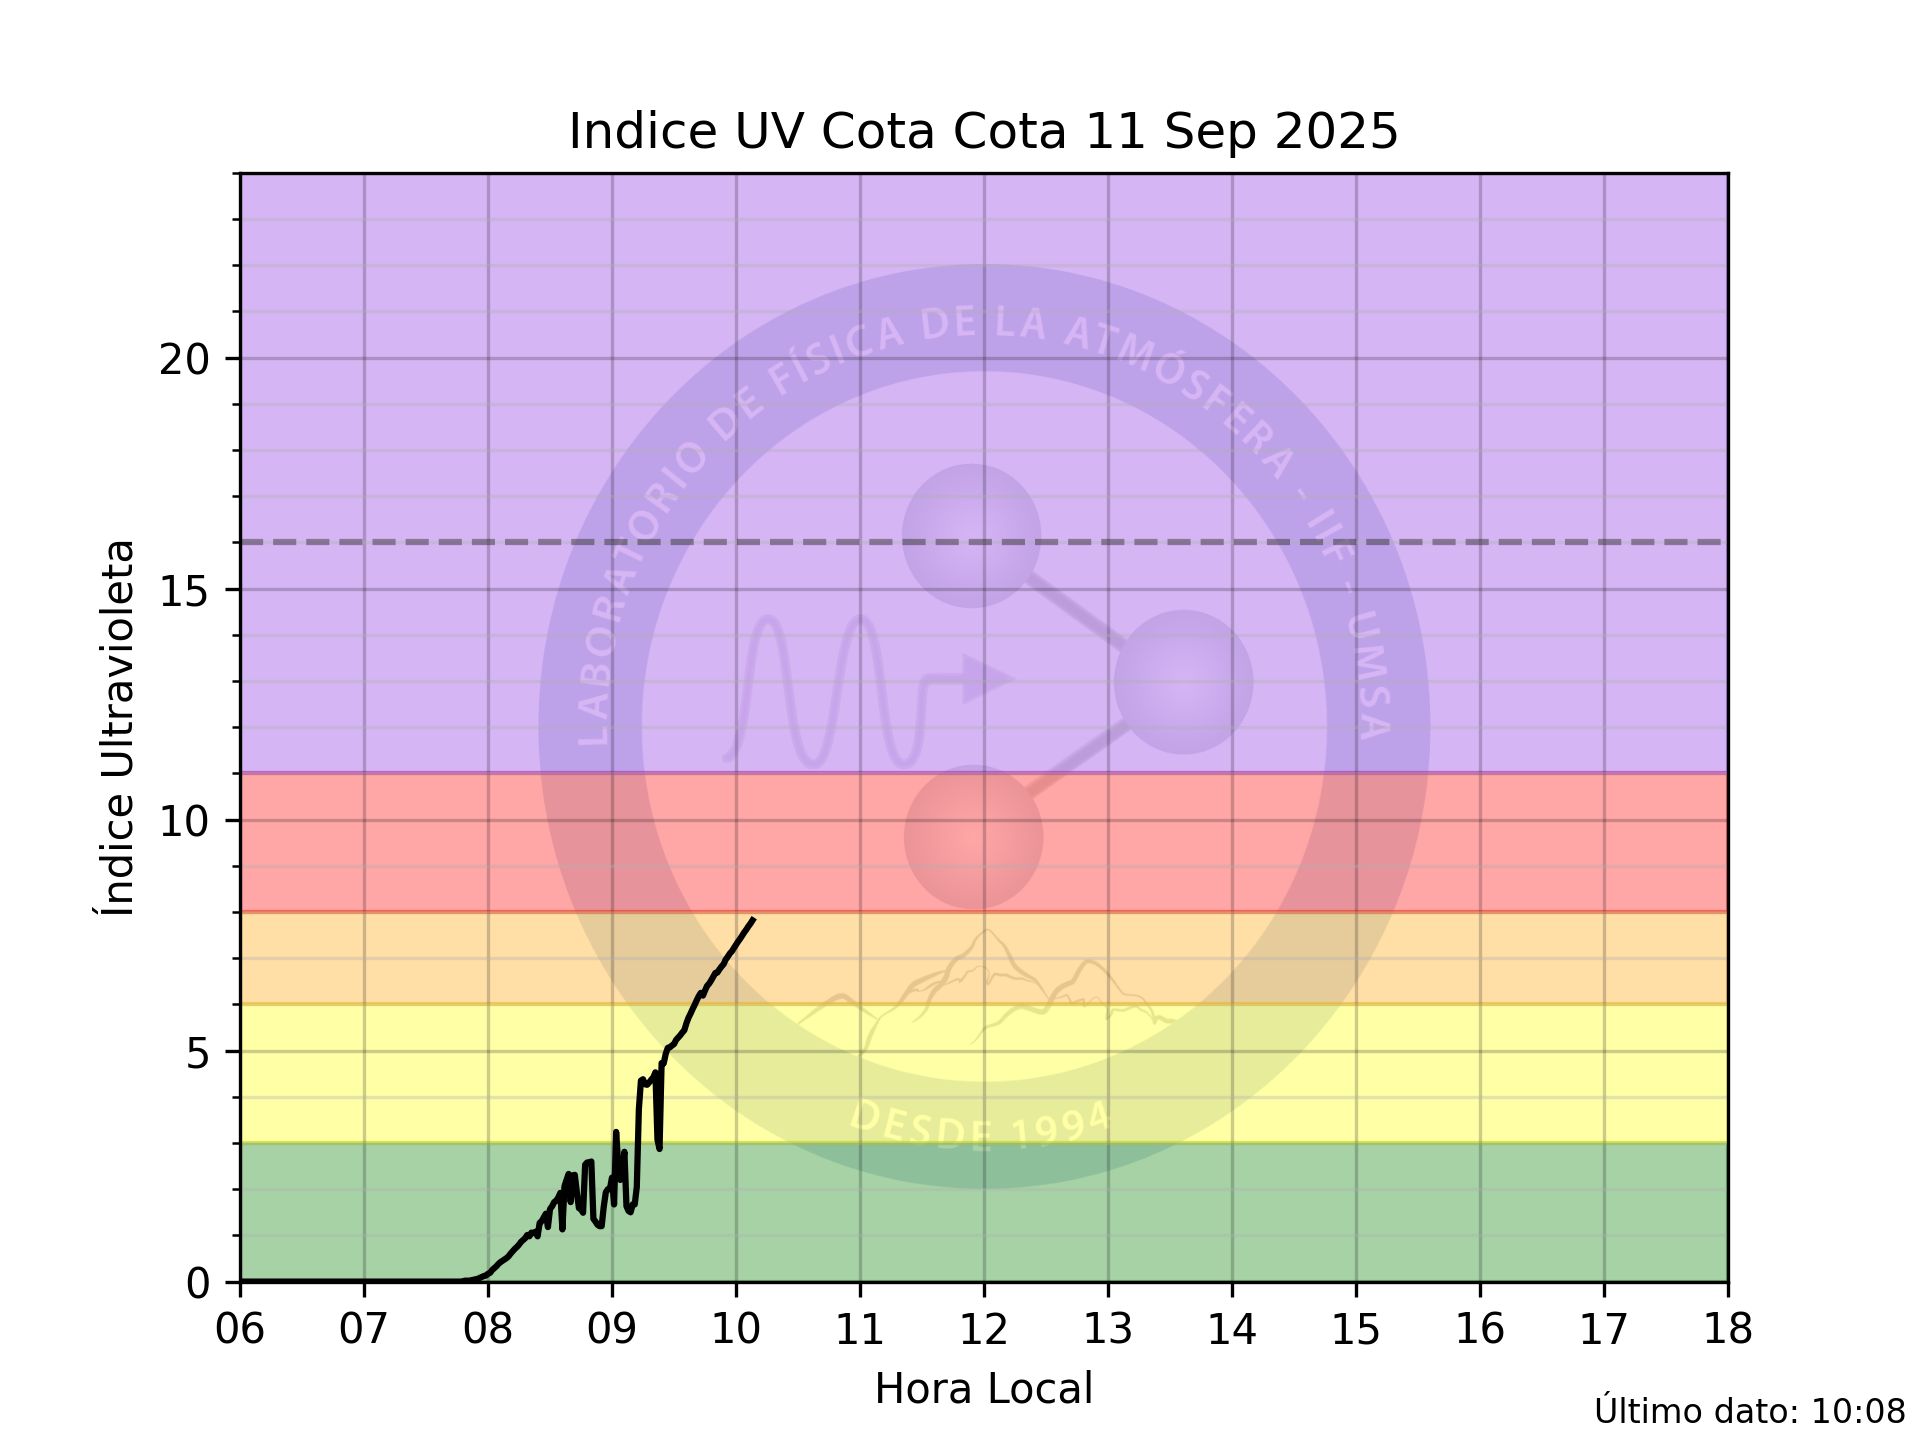 Indice UV Cota Cota 11 Sep 2025
LABORATORIO DE FÍSICA DE LA ATMÓSFERA - IIF - UMSA
DESDE 1994
Índice Ultravioleta
20
15
10
5
0
06 07 08 09 10 11 12 13 14 15 16 17 18
Hora Local
Último dato: 10:08